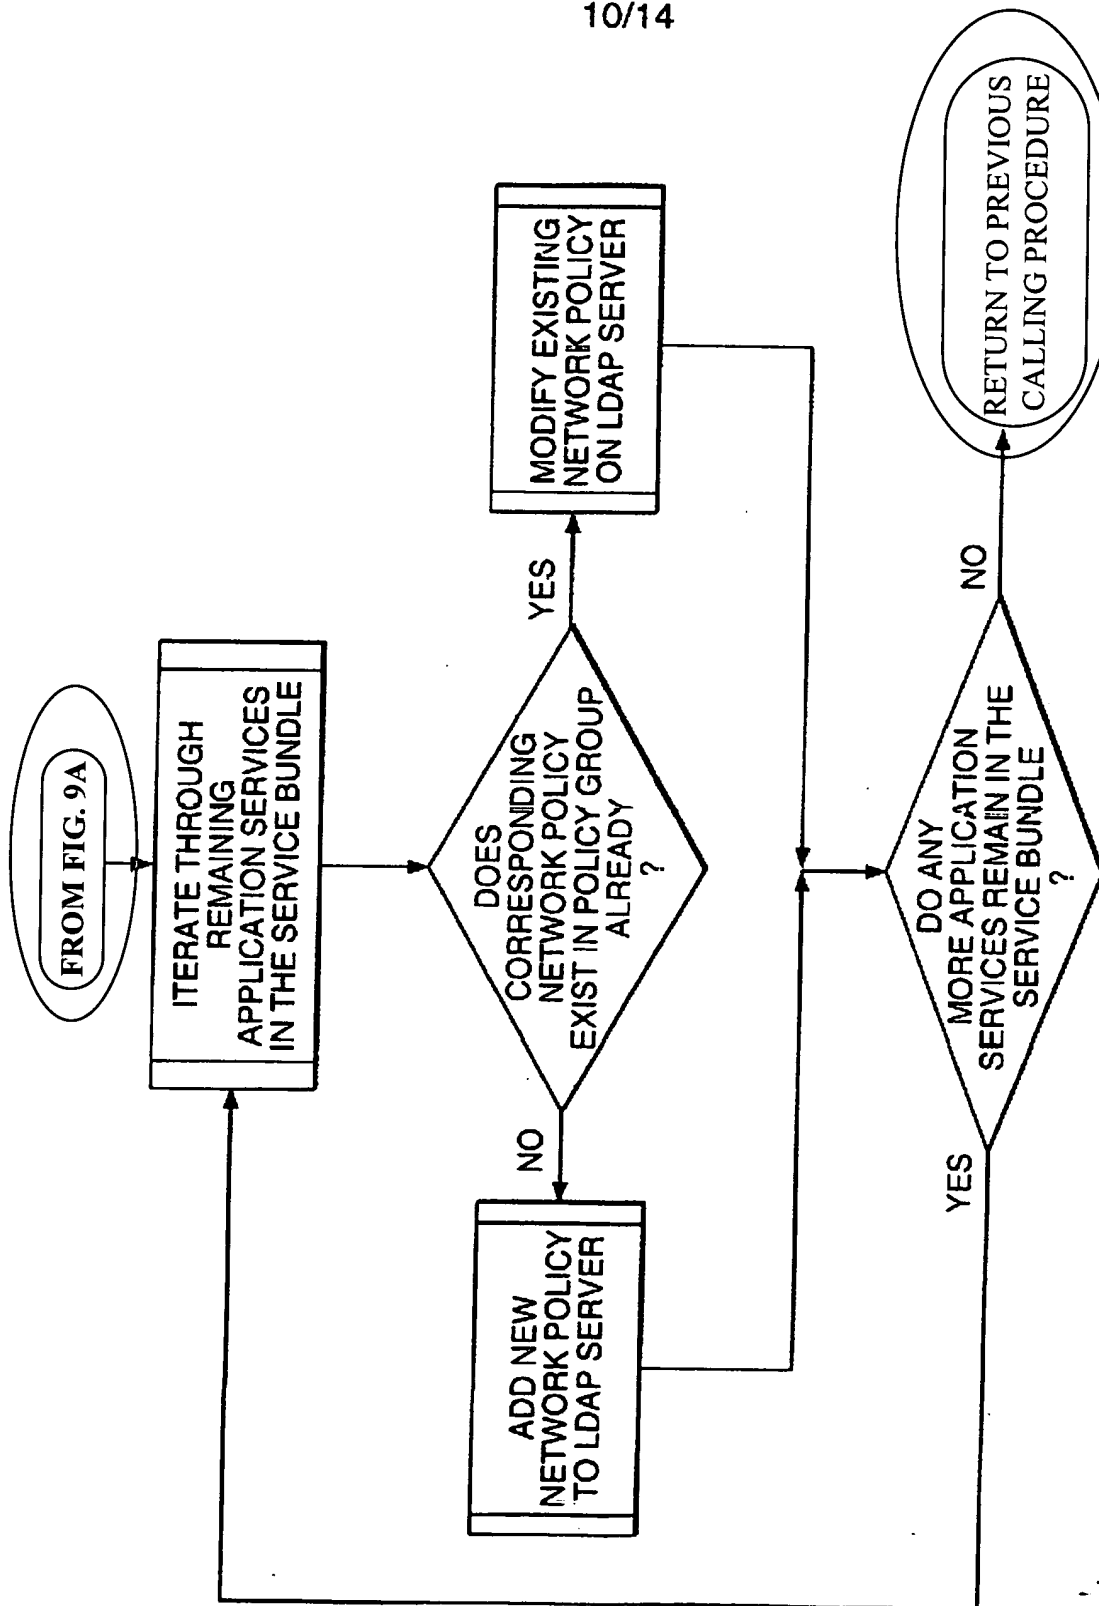 10/14
FROM FIG. 9A
ITERATE THROUGH
REMAINING
APPLICATION SERVICES
IN THE SERVICE BUNDLE
DOES
CORRESPONDING
NETWORK POLICY
EXIST IN POLICY GROUP
ALREADY
?
YES
MODIFY EXISTING
NETWORK POLICY
ON LDAP SERVER
NO
ADD NEW
NETWORK POLICY
TO LDAP SERVER
DO ANY
MORE APPLICATION
SERVICES REMAIN IN THE
SERVICE BUNDLE
?
YES
NO
RETURN TO PREVIOUS
CALLING PROCEDURE